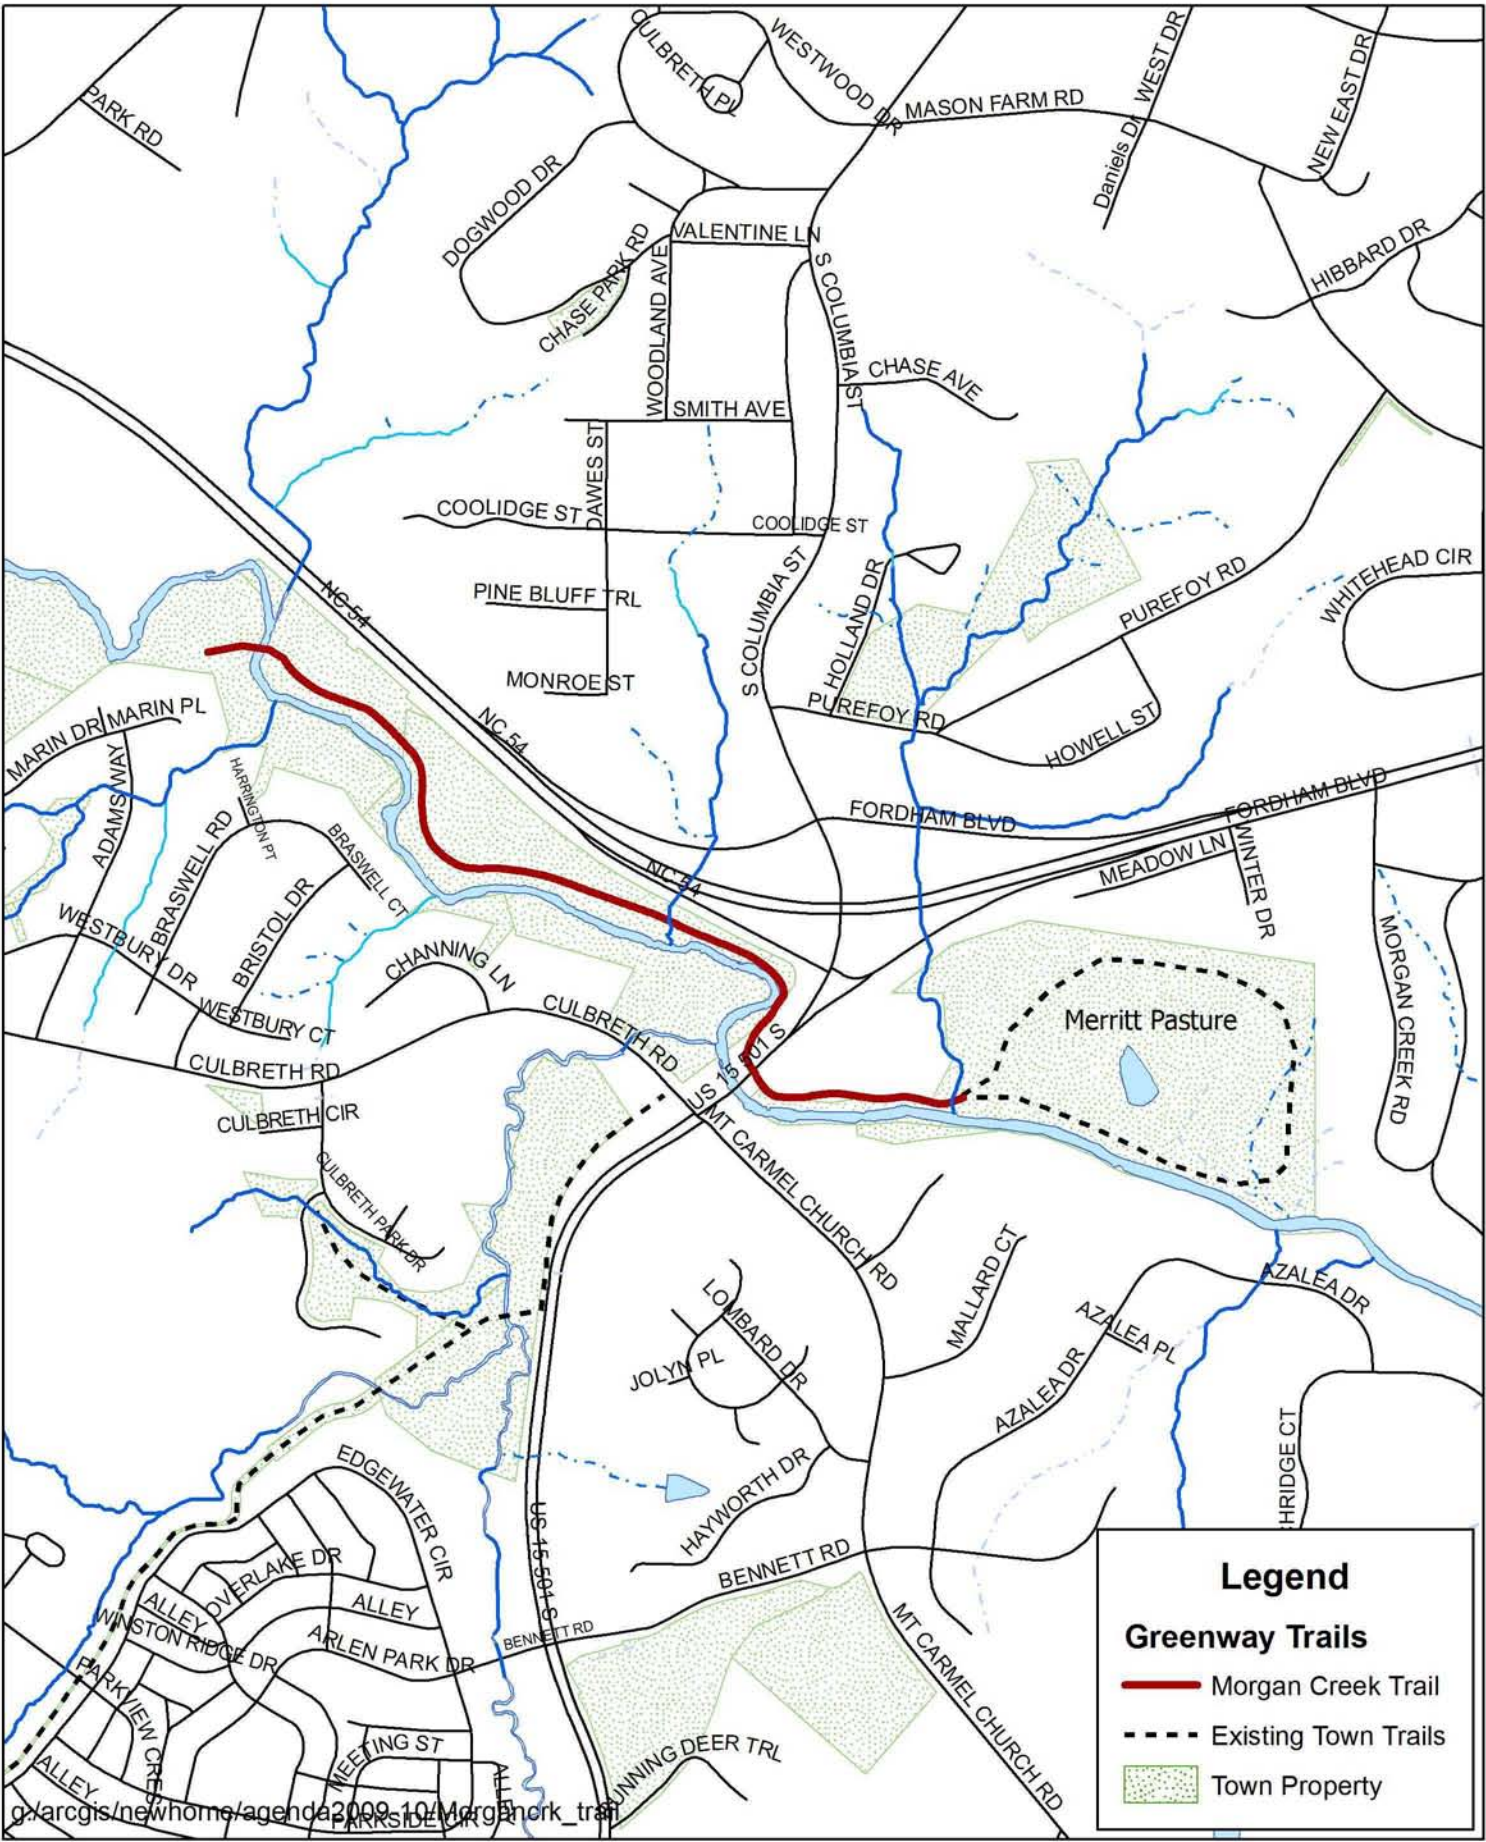 CULBRETH PL
WESTWOOD DR
MASON FARM RD
WEST DR
Daniels Dr
NEW EAST DR
PARK RD
DOGWOOD DR
VALENTINE LN
HIBBARD DR
CHASE PARK RD
WOODLAND AVE
S COLUMBIA ST
CHASE AVE
SMITH AVE
DAWES ST
COOLIDGE ST
COOLIDGE ST
PINE BLUFF TRL
NC 54
S COLUMBIA ST
HOLLAND DR
PUREFOY RD
WHITEHEAD CIR
MONROE ST
PUREFOY RD
HOWELL ST
MARIN DR
MARIN PL
NC 54
ADAMS WAY
HARRINGTON PT
FORDHAM BLVD
FORDHAM BLVD
BRASWELL RD
BRASWELL CT
BRISTOL DR
NC 54
MEADOW LN
WINTER DR
WESTBURY DR
CHANNING LN
MORGAN CREEK RD
WESTBURY CT
CULBRETH RD
Merritt Pasture
CULBRETH RD
US 15 501 S
CULBRETH CIR
MT CARMEL CHURCH RD
CULBRETH PARK DR
MALLARD CT
AZALEA DR
LOMBARD DR
AZALEA PL
JOLYN PL
AZALEA DR
EDGEWATER CIR
HAYWORTH DR
CHRIDGE CT
US 15 501 S
OVERLAKE DR
BENNETT RD
ALLEY
ALLEY
WINSTON RIDGE DR
ARLEN PARK DR
BENNETT RD
MT CARMEL CHURCH RD
PARKVIEW CRES
MEETING ST
ALLEY
ALLEY
RUNNING DEER TRL
PARKSIDE CIR
g:/arcgis/newhome/agenda2009-10/Morgancrk_trail
Legend
Greenway Trails
Morgan Creek Trail
Existing Town Trails
Town Property